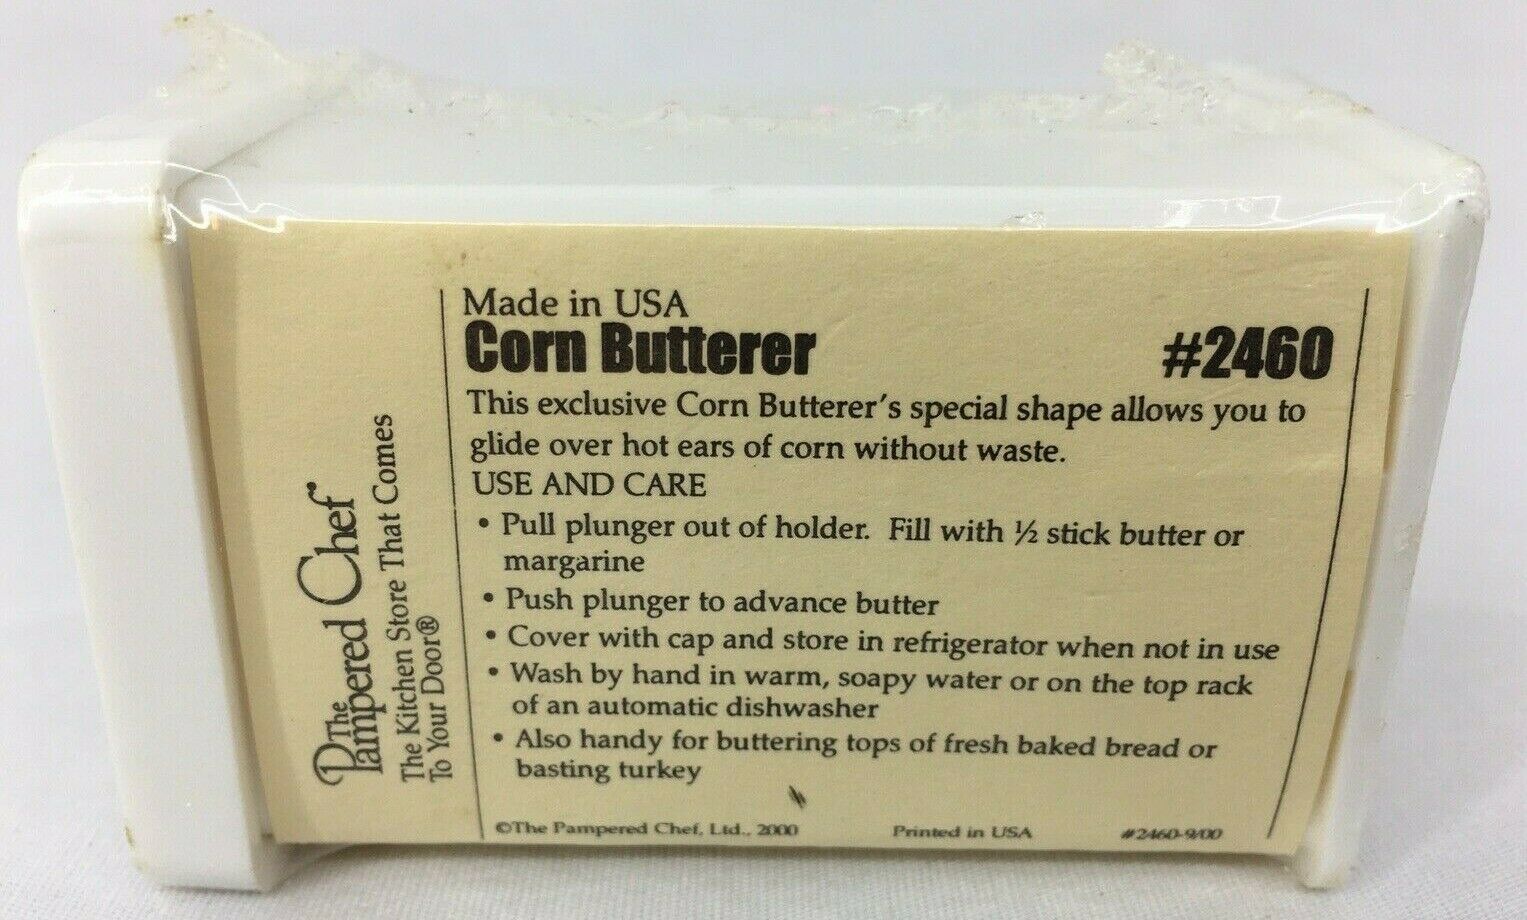 The
Pampered Chef®
The Kitchen Store That Comes
To Your Door®
Made in USA
Corn Butterer #2460
This exclusive Corn Butterer's special shape allows you to
glide over hot ears of corn without waste.
USE AND CARE
• Pull plunger out of holder. Fill with ½ stick butter or
margarine
• Push plunger to advance butter
• Cover with cap and store in refrigerator when not in use
• Wash by hand in warm, soapy water or on the top rack
of an automatic dishwasher
• Also handy for buttering tops of fresh baked bread or
basting turkey
©The Pampered Chef, Ltd., 2000 Printed in USA #2460-9/00